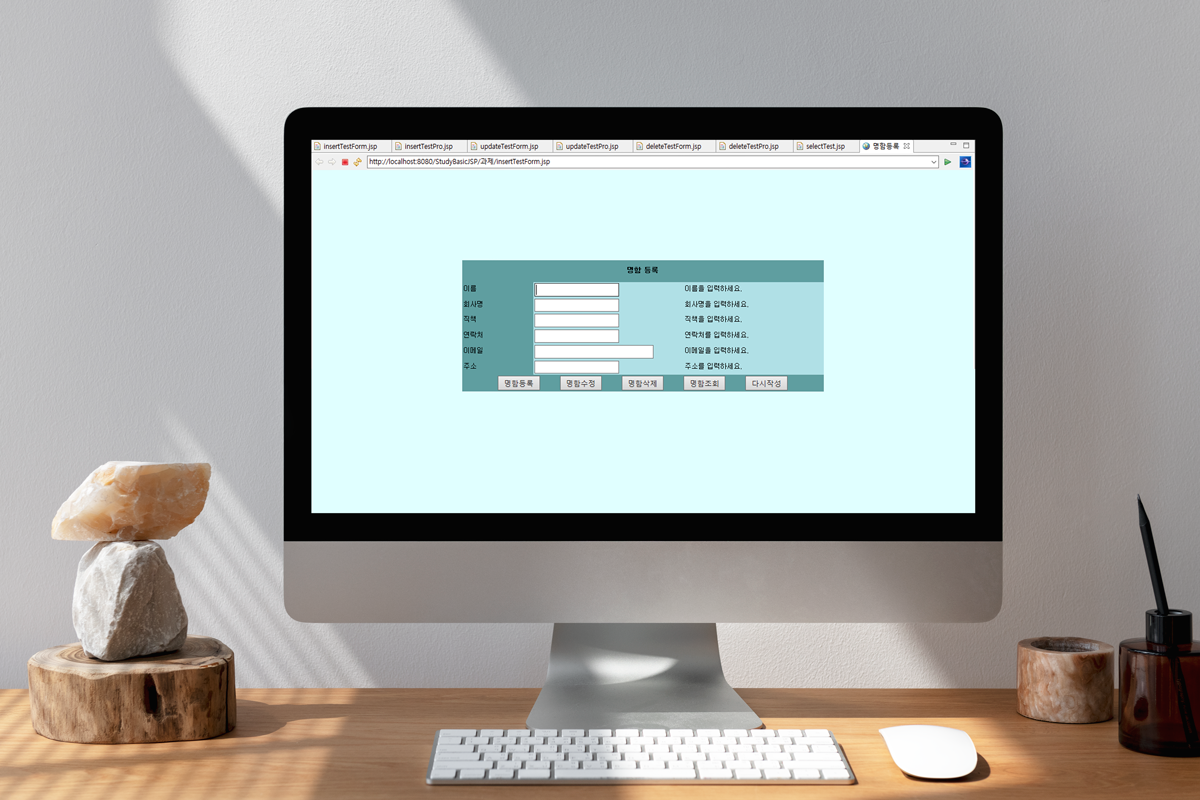 insertTestForm.jsp insertTestPro.jsp updateTestForm.jsp updateTestPro.jsp deleteTestForm.jsp deleteTestPro.jsp selectTest.jsp 명함등록
http://localhost:8080/StudyBasicJSP/과제/insertTestForm.jsp
명함 등록
이름 이름을 입력하세요.
회사명 회사명을 입력하세요.
직책 직책을 입력하세요.
연락처 연락처를 입력하세요.
이메일 이메일을 입력하세요.
주소 주소를 입력하세요.
명함등록 명함수정 명함삭제 명함조회 다시작성